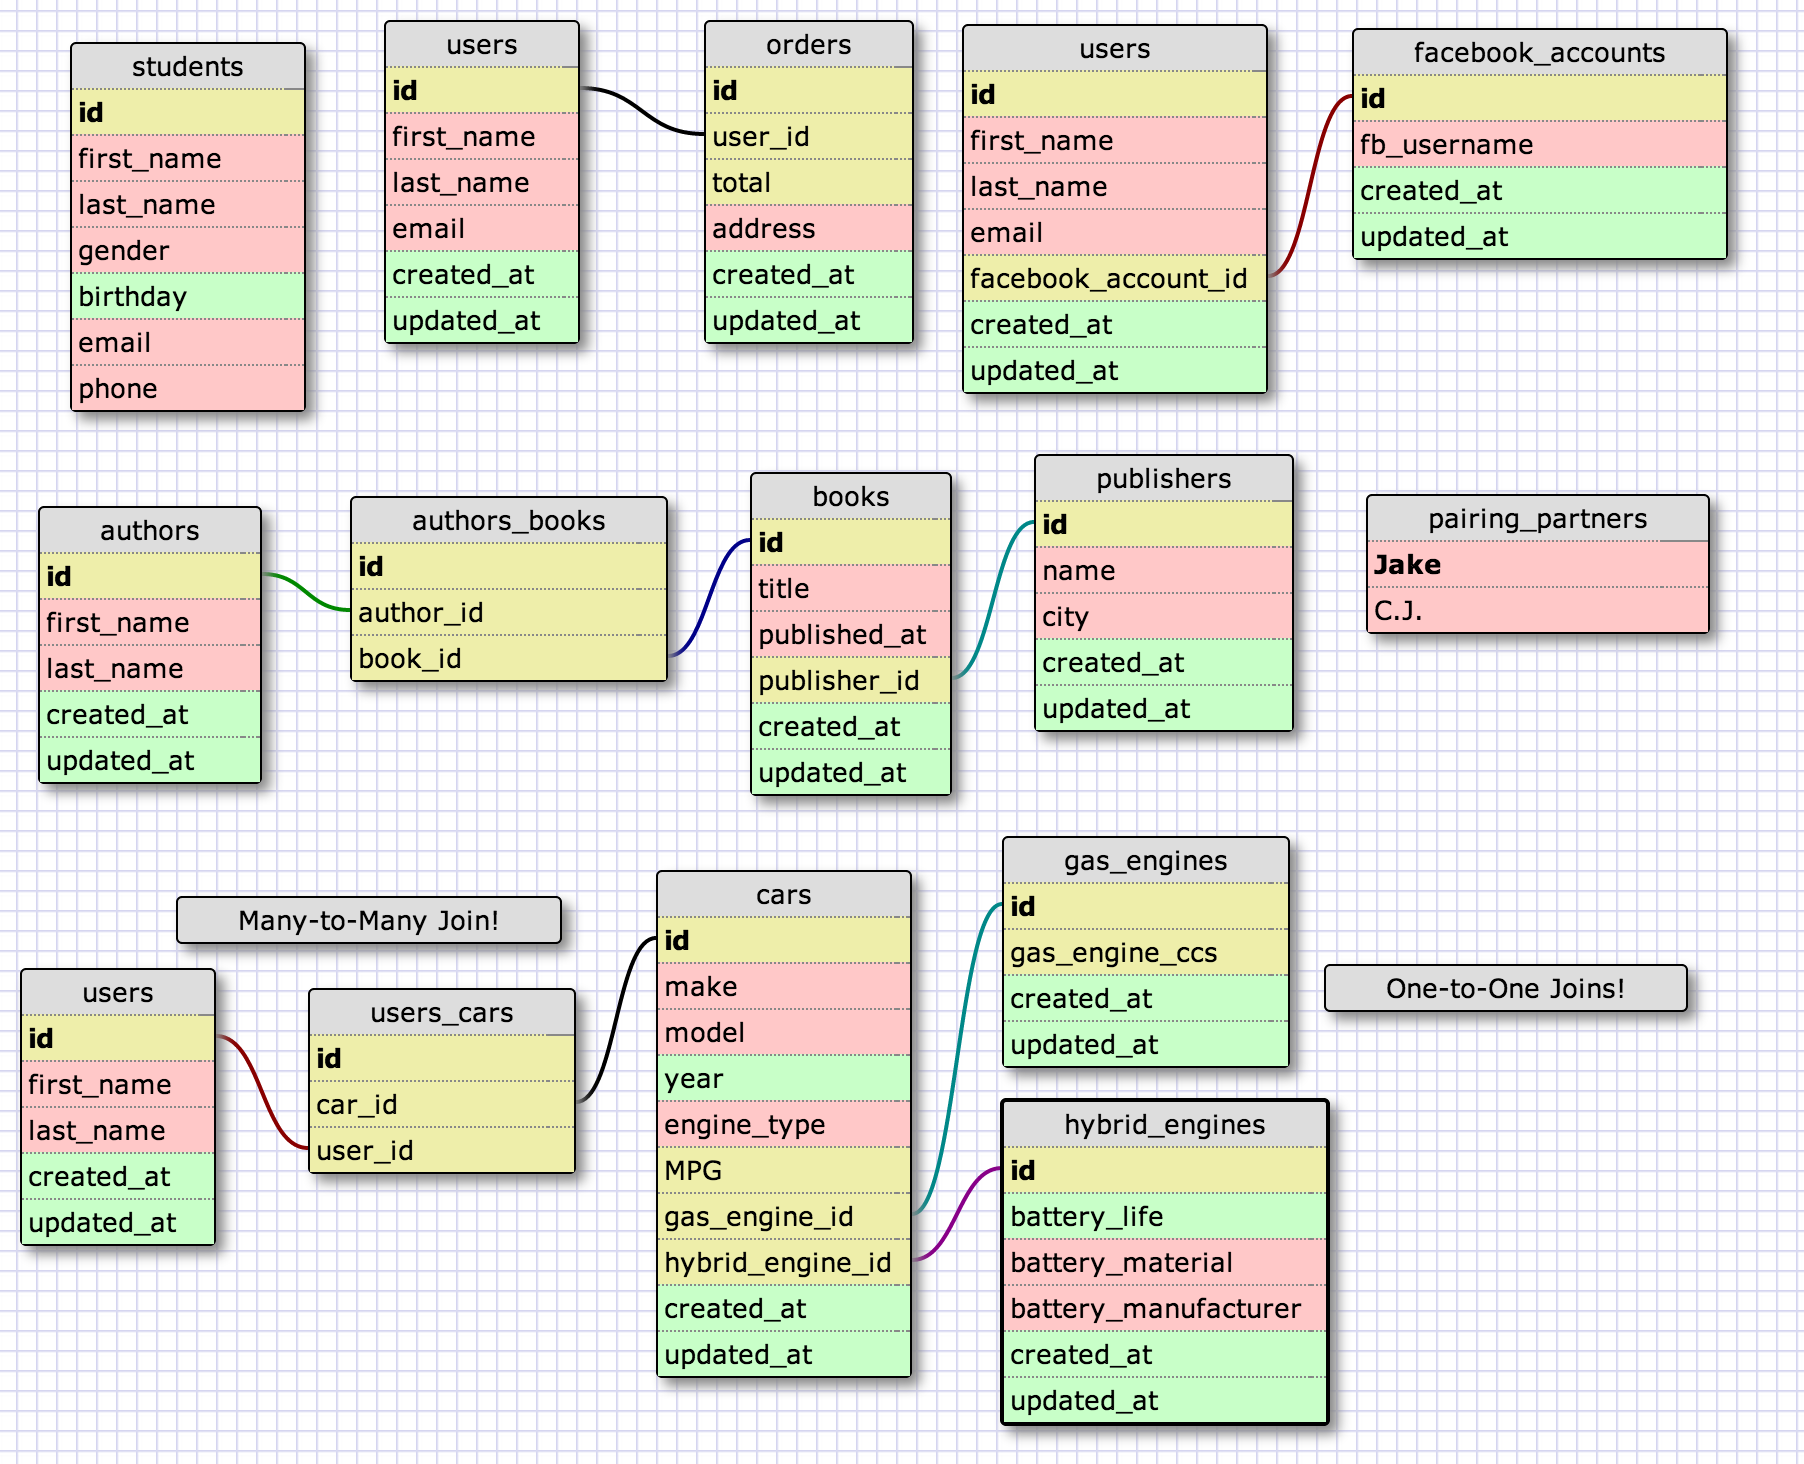 students
id
first_name
last_name
gender
birthday
email
phone
users
id
first_name
last_name
email
created_at
updated_at
orders
id
user_id
total
address
created_at
updated_at
users
id
first_name
last_name
email
facebook_account_id
created_at
updated_at
facebook_accounts
id
fb_username
created_at
updated_at
authors
id
first_name
last_name
created_at
updated_at
authors_books
id
author_id
book_id
books
id
title
published_at
publisher_id
created_at
updated_at
publishers
id
name
city
created_at
updated_at
pairing_partners
Jake
C.J.
Many-to-Many Join!
users
id
first_name
last_name
created_at
updated_at
users_cars
id
car_id
user_id
cars
id
make
model
year
engine_type
MPG
gas_engine_id
hybrid_engine_id
created_at
updated_at
gas_engines
id
gas_engine_ccs
created_at
updated_at
One-to-One Joins!
hybrid_engines
id
battery_life
battery_material
battery_manufacturer
created_at
updated_at